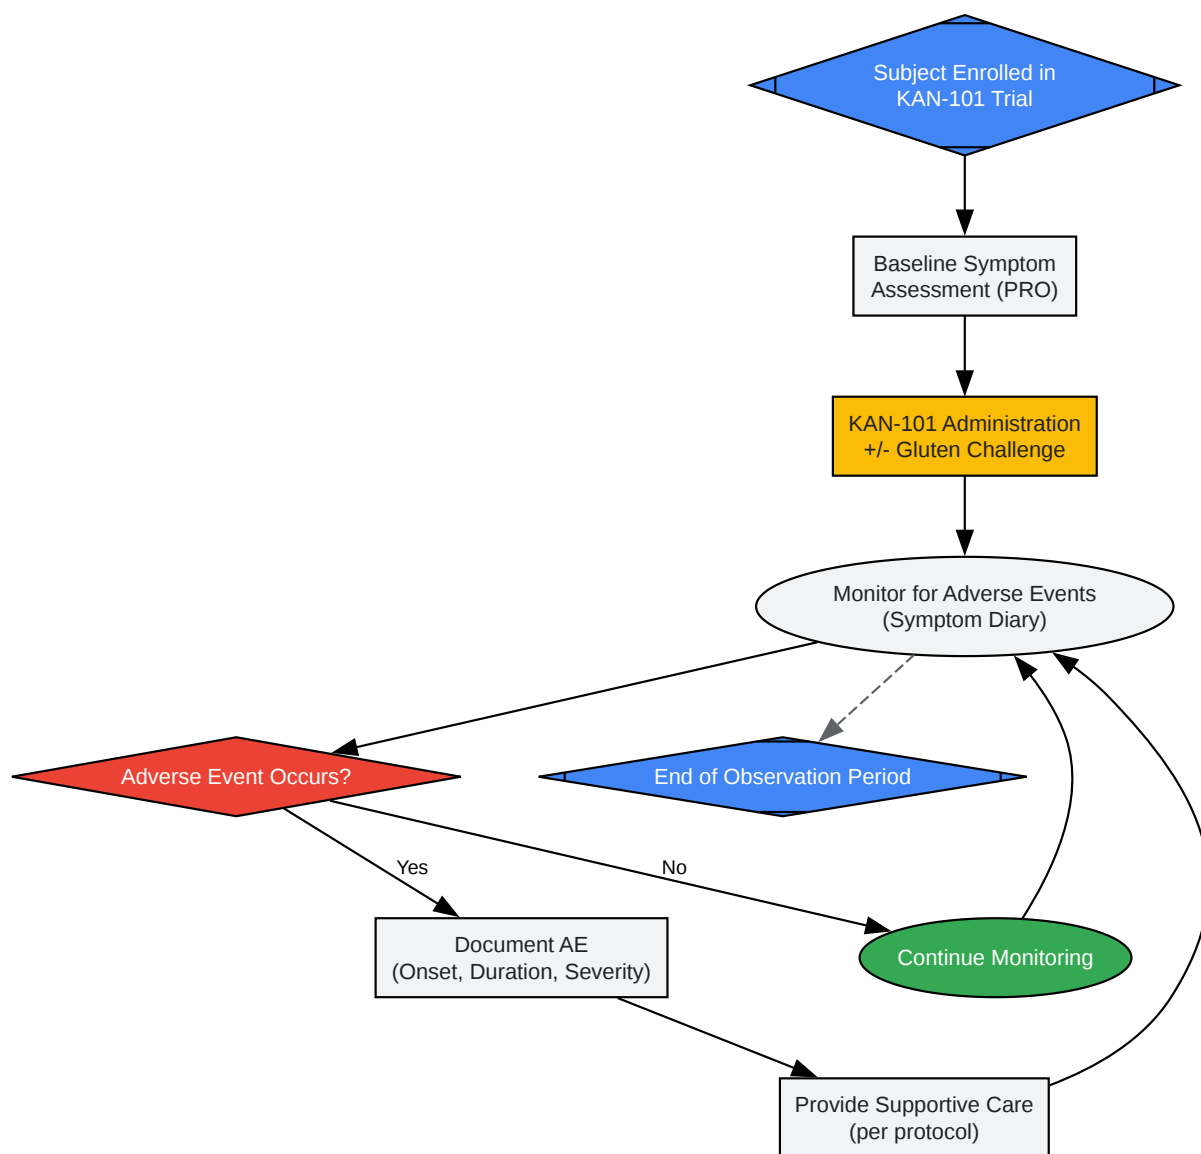 Subject Enrolled in
KAN-101 Trial
Baseline Symptom
Assessment (PRO)
KAN-101 Administration
+/- Gluten Challenge
Monitor for Adverse Events
(Symptom Diary)
Adverse Event Occurs?
End of Observation Period
Yes
No
Document AE
(Onset, Duration, Severity)
Continue Monitoring
Provide Supportive Care
(per protocol)